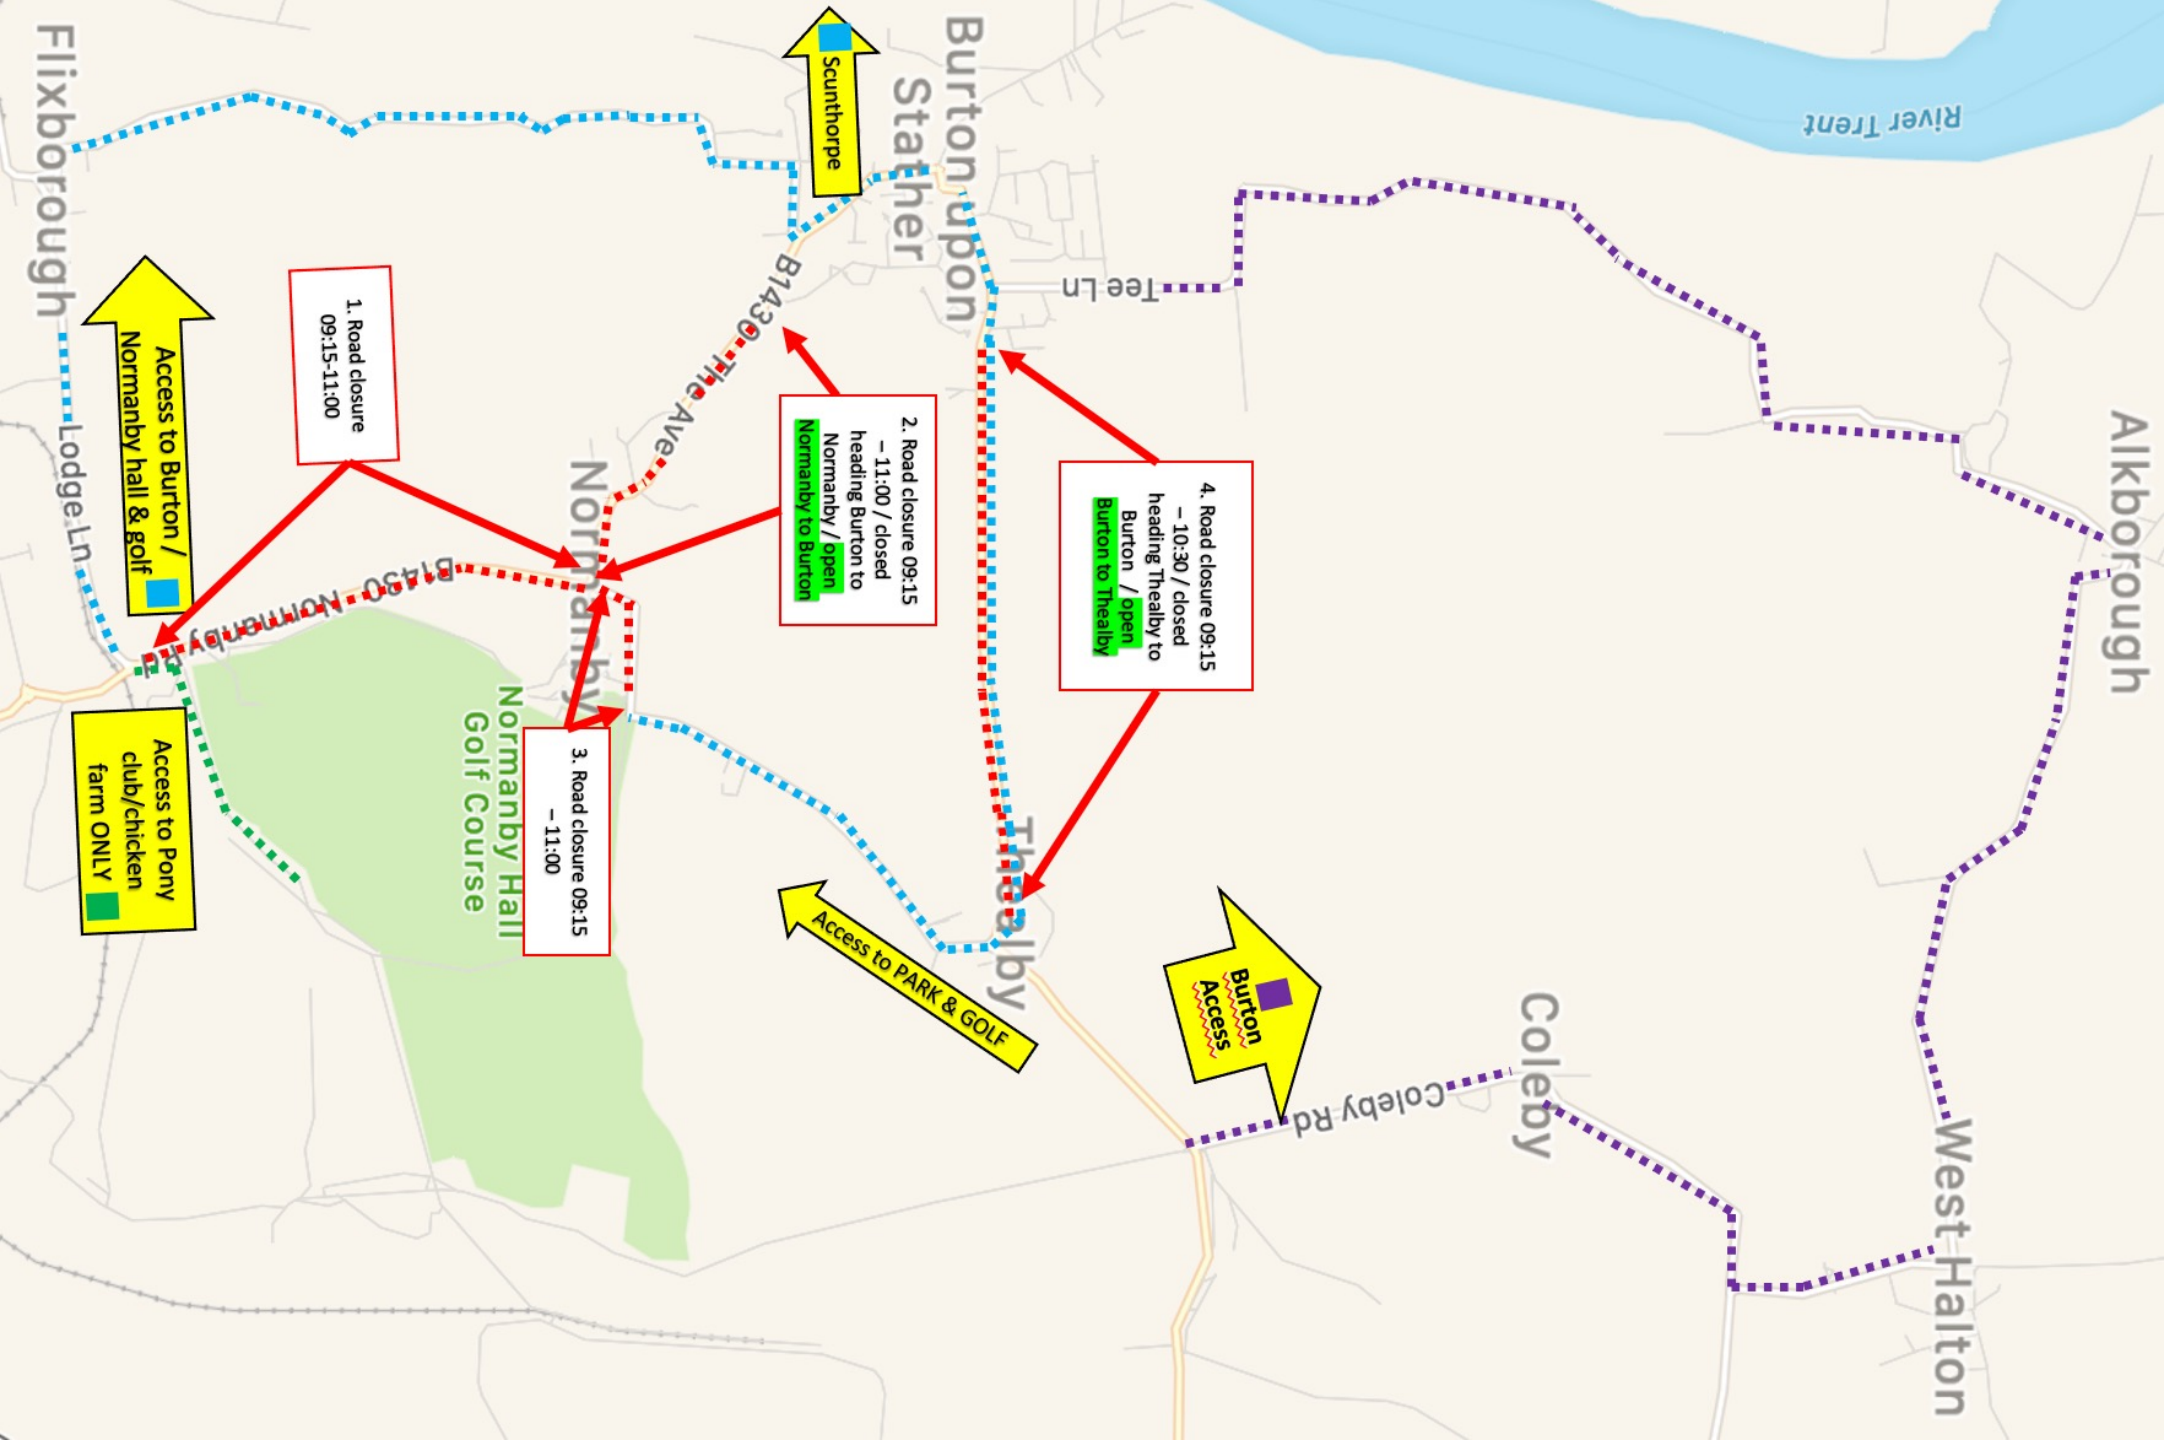 Alkborough
West Halton
Coleby
Coleby Rd
River Trent
Tee Ln
Burton upon
Stather
Scunthorpe
4. Road closure 09:15
– 10:30 / closed
heading Thealby to
Burton / open
Burton to Thealby
Burton
Access
Thealby
Access to PARK & GOLF
2. Road closure 09:15
– 11:00 / closed
heading Burton to
Normanby / open
Normanby to Burton
B1430 The Ave
Normanby
3. Road closure 09:15
– 11:00
Normanby Hall
Golf Course
B1430 Normanby Rd
1. Road closure
09:15-11:00
Access to Burton /
Normanby hall & golf
Access to Pony
club/chicken
farm ONLY
Flixborough
Lodge Ln